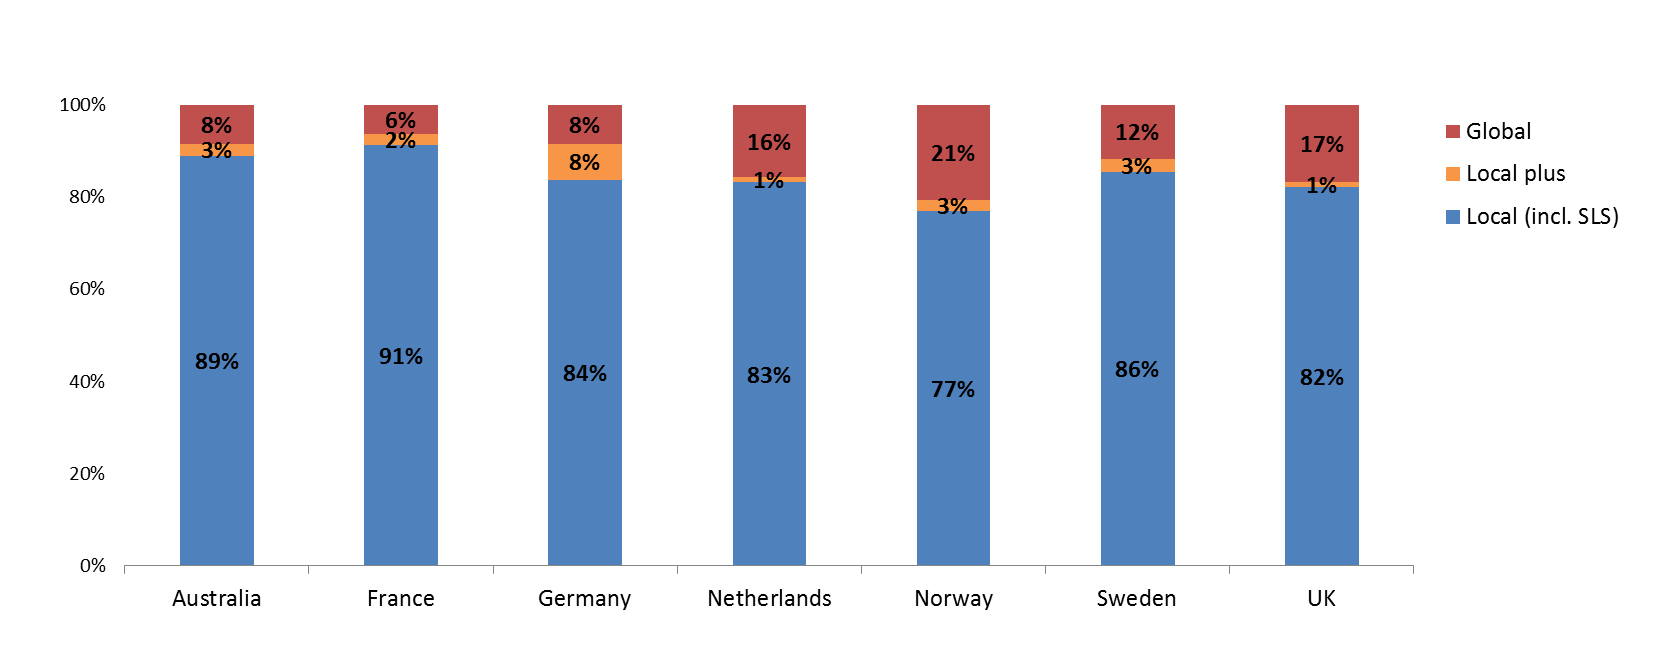 100%
80%
60%
40%
20%
0%
8%
3%
89%
6%
2%
91%
8%
8%
84%
16%
1%
83%
21%
3%
77%
12%
3%
86%
17%
1%
82%
Australia
France
Germany
Netherlands
Norway
Sweden
UK
Global
Local plus
Local (incl. SLS)